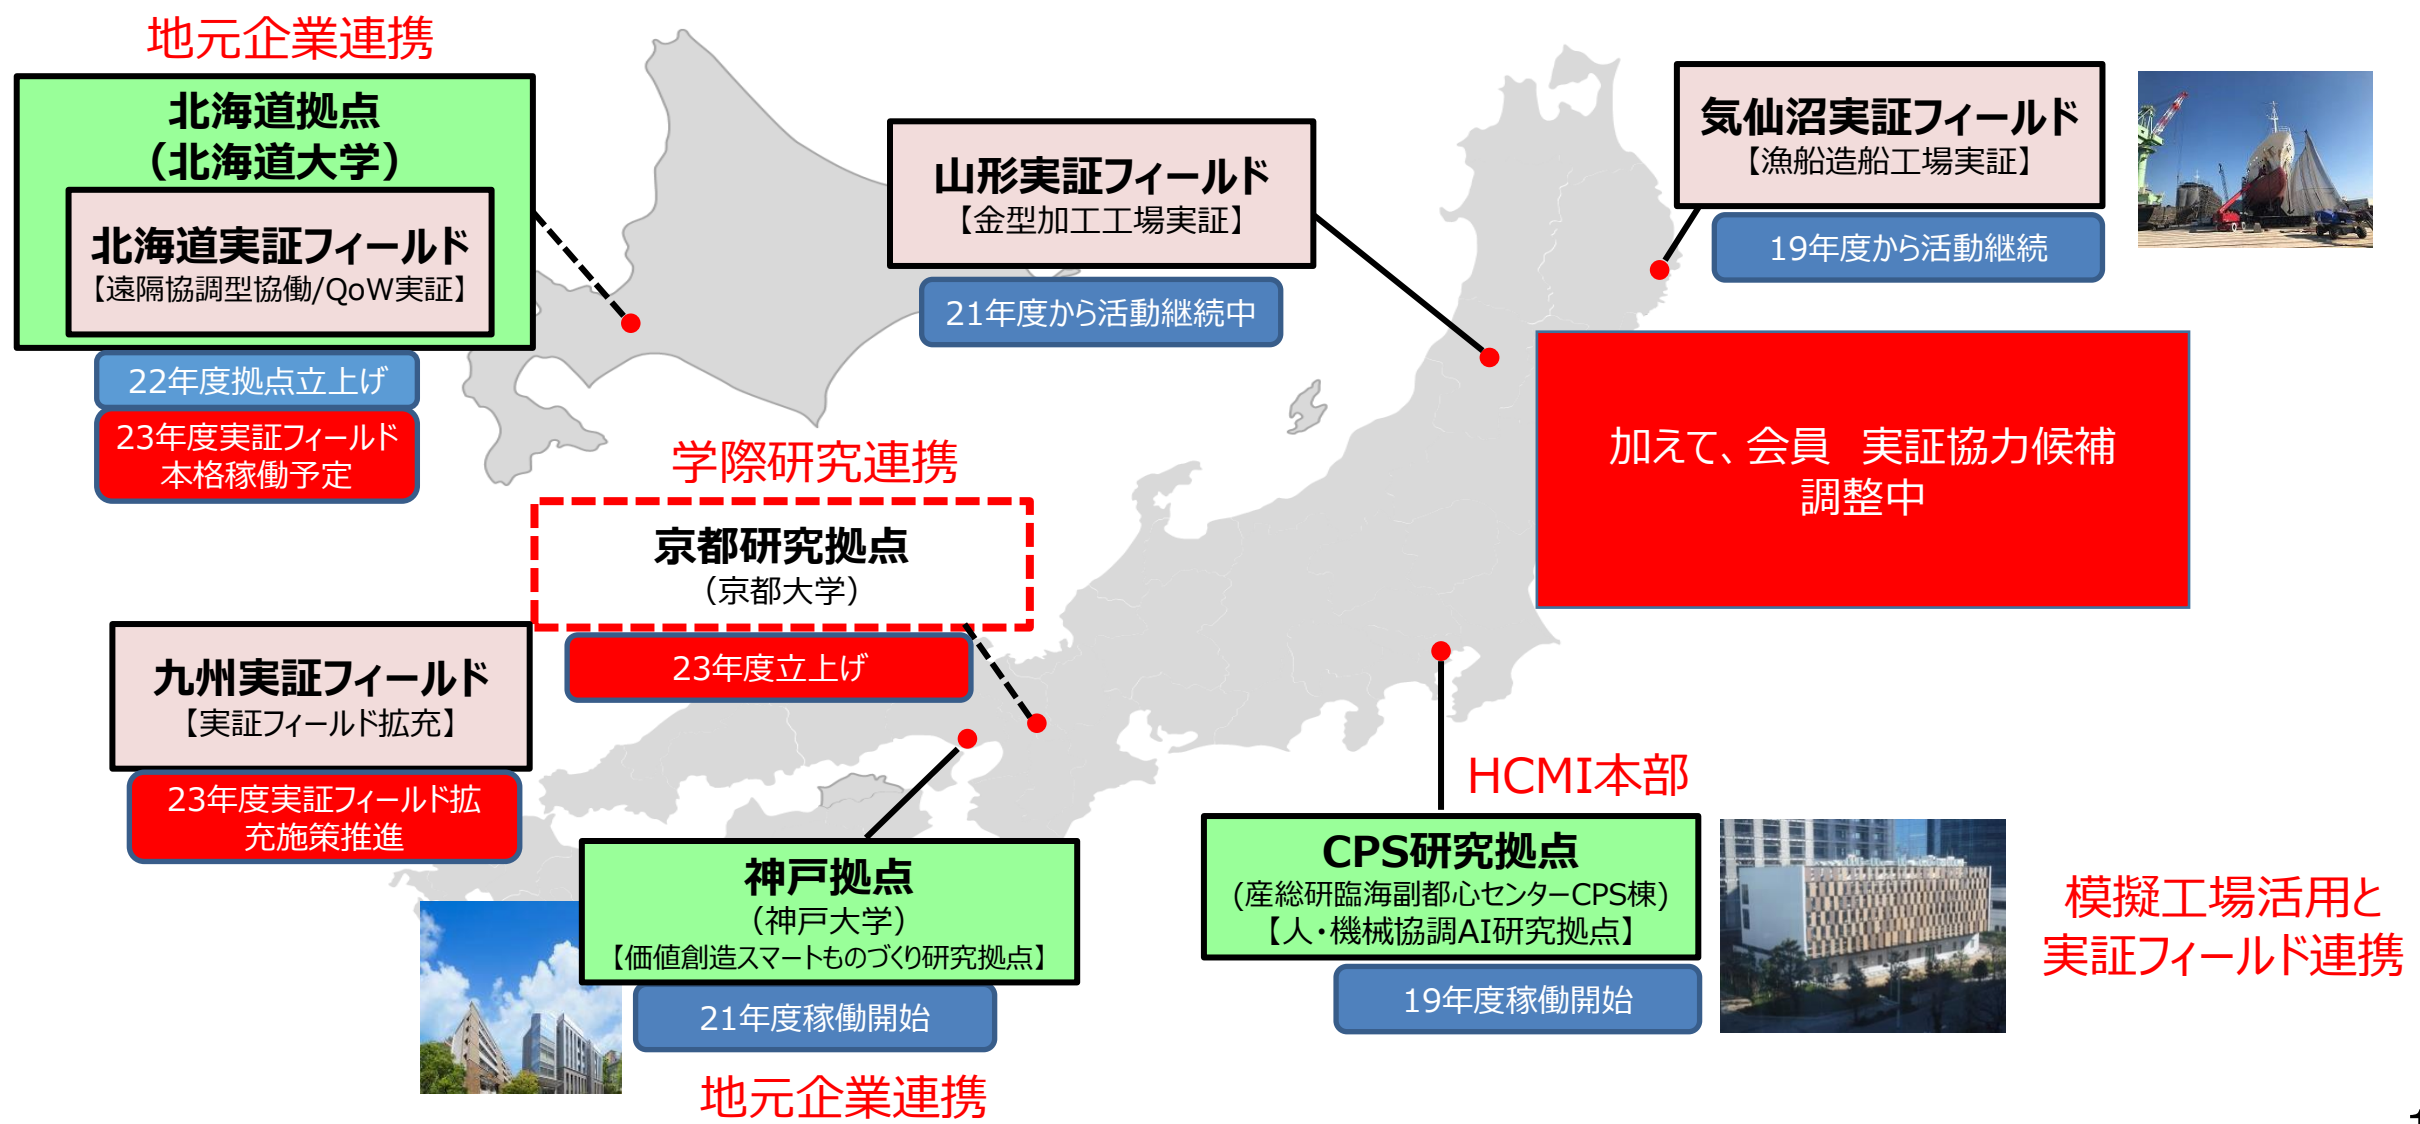 地元企業連携
北海道拠点
（北海道大学）
北海道実証フィールド
【遠隔協調型協働/QoW実証】
22年度拠点立上げ
23年度実証フィールド
本格稼働予定
山形実証フィールド
【金型加工工場実証】
21年度から活動継続中
気仙沼実証フィールド
【漁船造船工場実証】
19年度から活動継続
加えて、会員　実証協力候補
調整中
学際研究連携
京都研究拠点
（京都大学）
23年度立上げ
九州実証フィールド
【実証フィールド拡充】
23年度実証フィールド拡
充施策推進
神戸拠点
（神戸大学）
【価値創造スマートものづくり研究拠点】
21年度稼働開始
地元企業連携
HCMI本部
CPS研究拠点
(産総研臨海副都心センターCPS棟)
【人・機械協調AI研究拠点】
19年度稼働開始
模擬工場活用と
実証フィールド連携